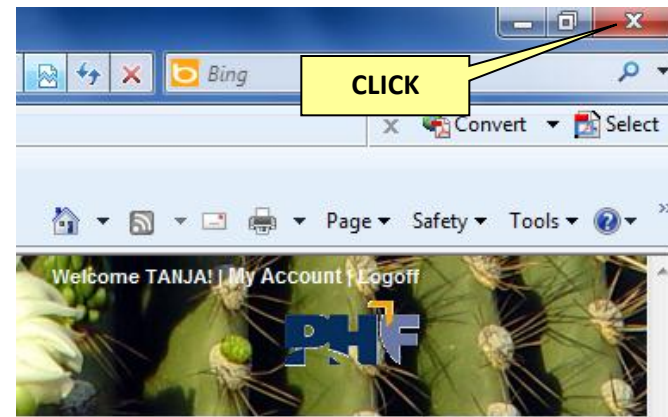 Bing
CLICK
x Convert Select
Page Safety Tools
Welcome TANJA! | My Account | Logoff
PHF